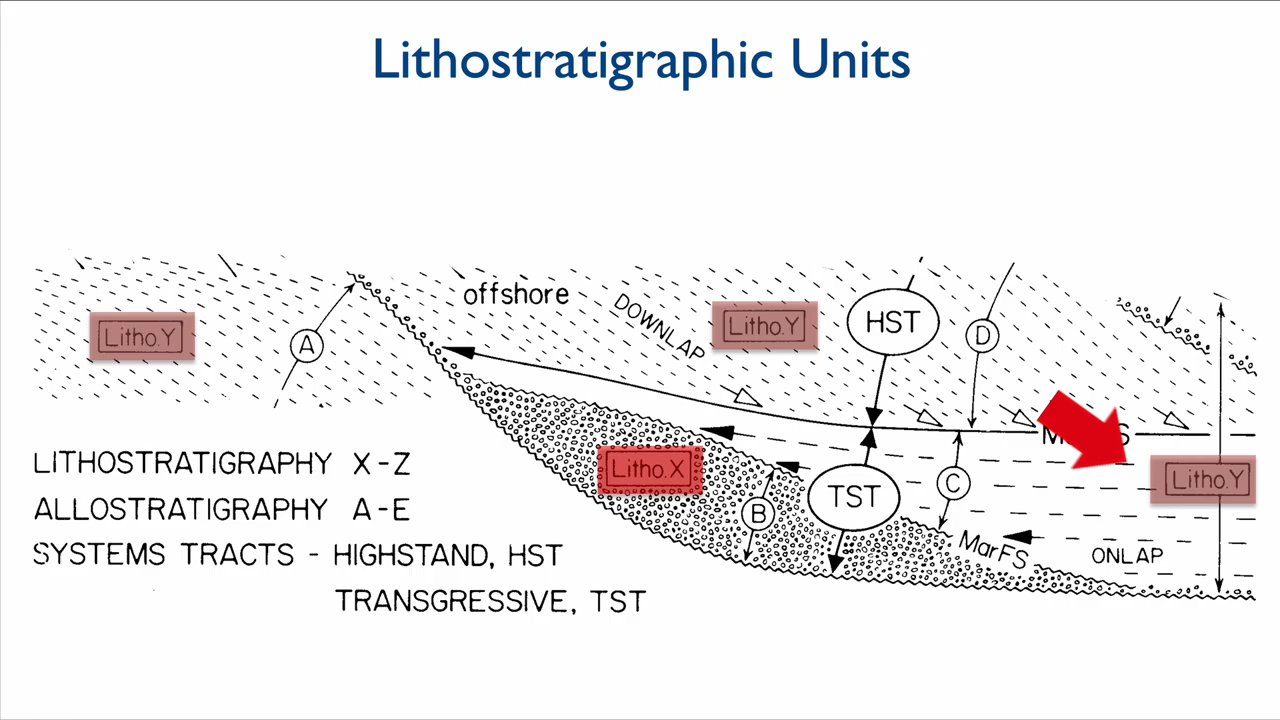 Lithostratigraphic Units
offshore
DOWNLAP
Litho.Y
Litho.Y
HST
D
A
Litho.X
TST
B
C
Litho.Y
MarFS
ONLAP
LITHOSTRATIGRAPHY X-Z
ALLOSTRATIGRAPHY A-E
SYSTEMS TRACTS - HIGHSTAND, HST
TRANSGRESSIVE, TST